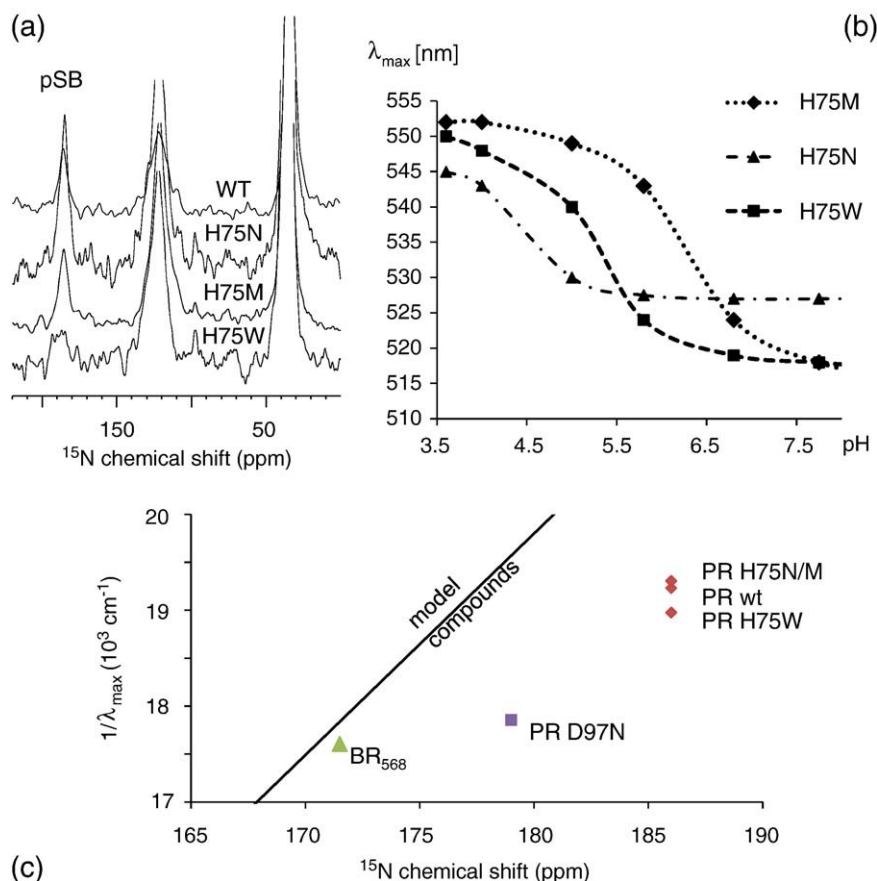 (a)
pSB
WT
H75N
H75M
H75W
150
50
¹⁵N chemical shift (ppm)
(b)
λmax [nm]
555
550
545
540
535
530
525
520
515
510
3.5
4.5
5.5
6.5
7.5
pH
H75M
H75N
H75W
(c)
1/λmax (10³ cm⁻¹)
20
19
18
17
165
170
175
180
185
190
¹⁵N chemical shift (ppm)
model
compounds
PR H75N/M
PR wt
PR H75W
PR D97N
BR₅₆₈